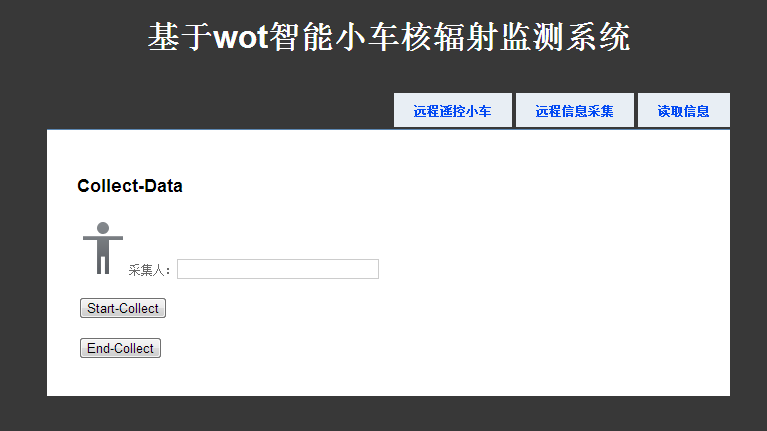 基于wot智能小车核辐射监测系统
远程遥控小车 远程信息采集 读取信息
Collect-Data
采集人：
Start-Collect
End-Collect